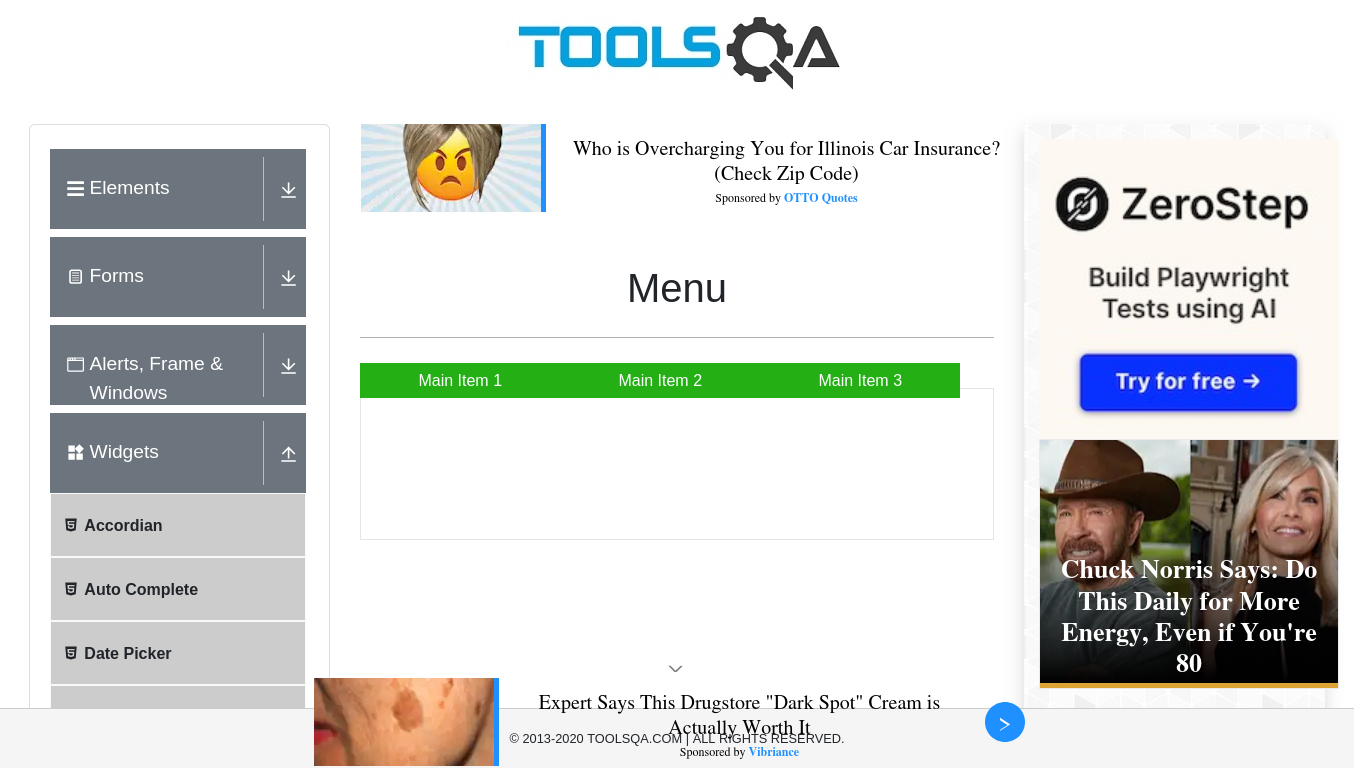 TOOLSQA
Elements
Forms
Alerts, Frame &
Windows
Widgets
Accordian
Auto Complete
Date Picker
Who is Overcharging You for Illinois Car Insurance?
(Check Zip Code)
Sponsored by OTTO Quotes
Menu
Main Item 1
Main Item 2
Main Item 3
ZeroStep
Build Playwright
Tests using AI
Try for free →
Chuck Norris Says: Do
This Daily for More
Energy, Even if You're
80
Expert Says This Drugstore "Dark Spot" Cream is
Actually Worth It
© 2013-2020 TOOLSQA.COM | ALL RIGHTS RESERVED.
Sponsored by Vibriance